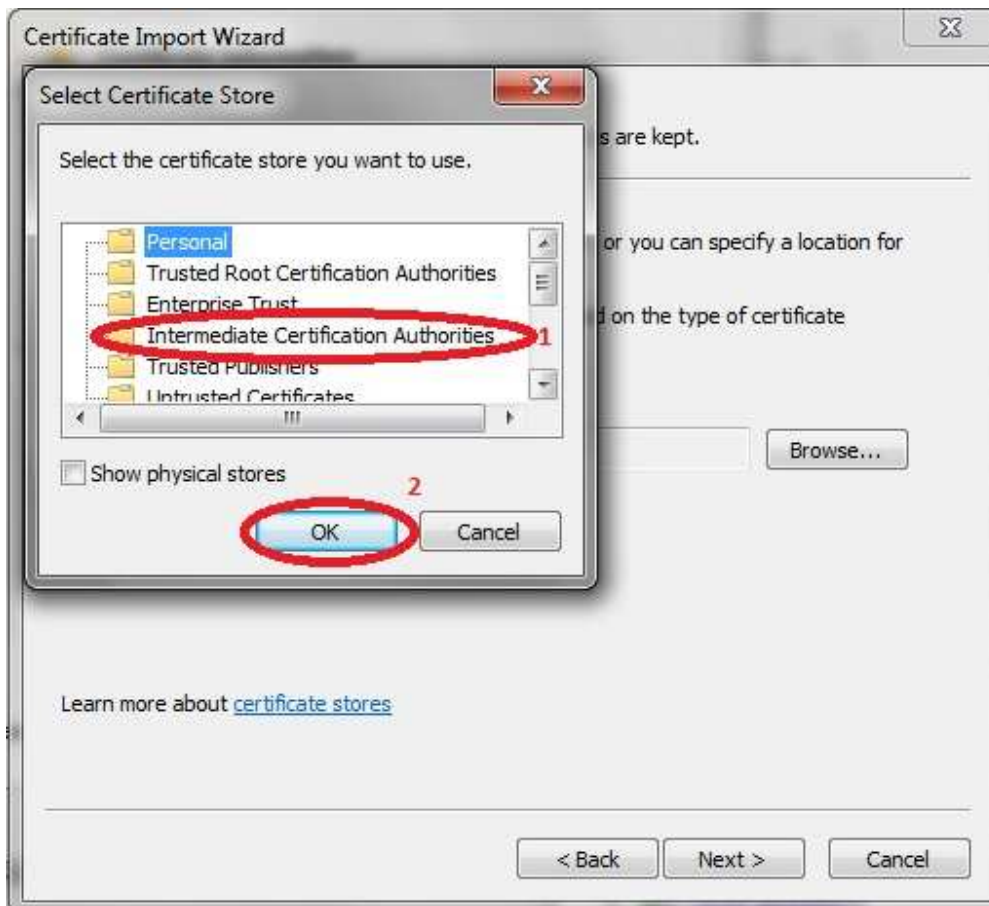 Certificate Import Wizard
Select Certificate Store
s are kept.
Select the certificate store you want to use.
Personal
or you can specify a location for
Trusted Root Certification Authorities
Enterprise Trust
d on the type of certificate
Intermediate Certification Authorities 1
Trusted Publishers
Untrusted Certificates
Browse...
Show physical stores
2
OK Cancel
Learn more about certificate stores
< Back Next > Cancel